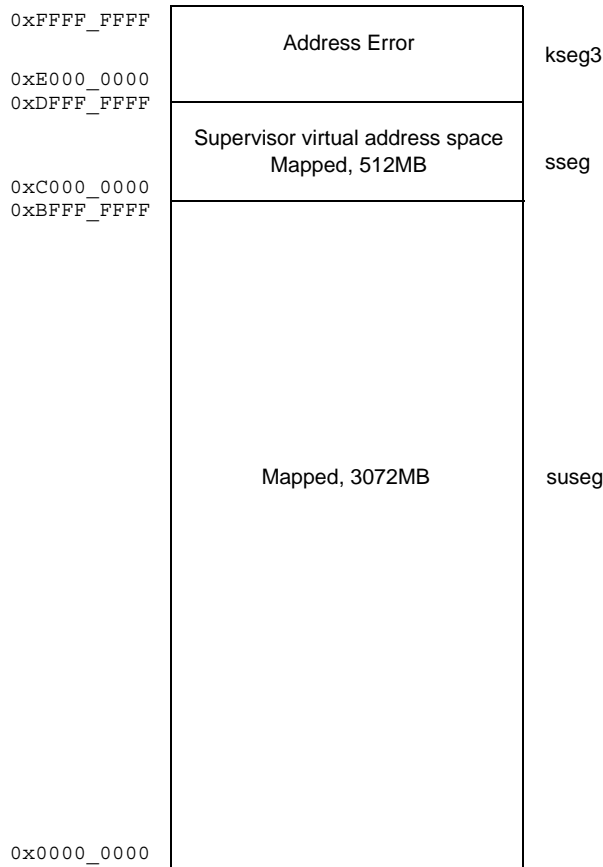 0xFFFF_FFFF
Address Error
kseg3
0xE000_0000
0xDFFF_FFFF
Supervisor virtual address space
Mapped, 512MB
sseg
0xC000_0000
0xBFFF_FFFF
Mapped, 3072MB
suseg
0x0000_0000